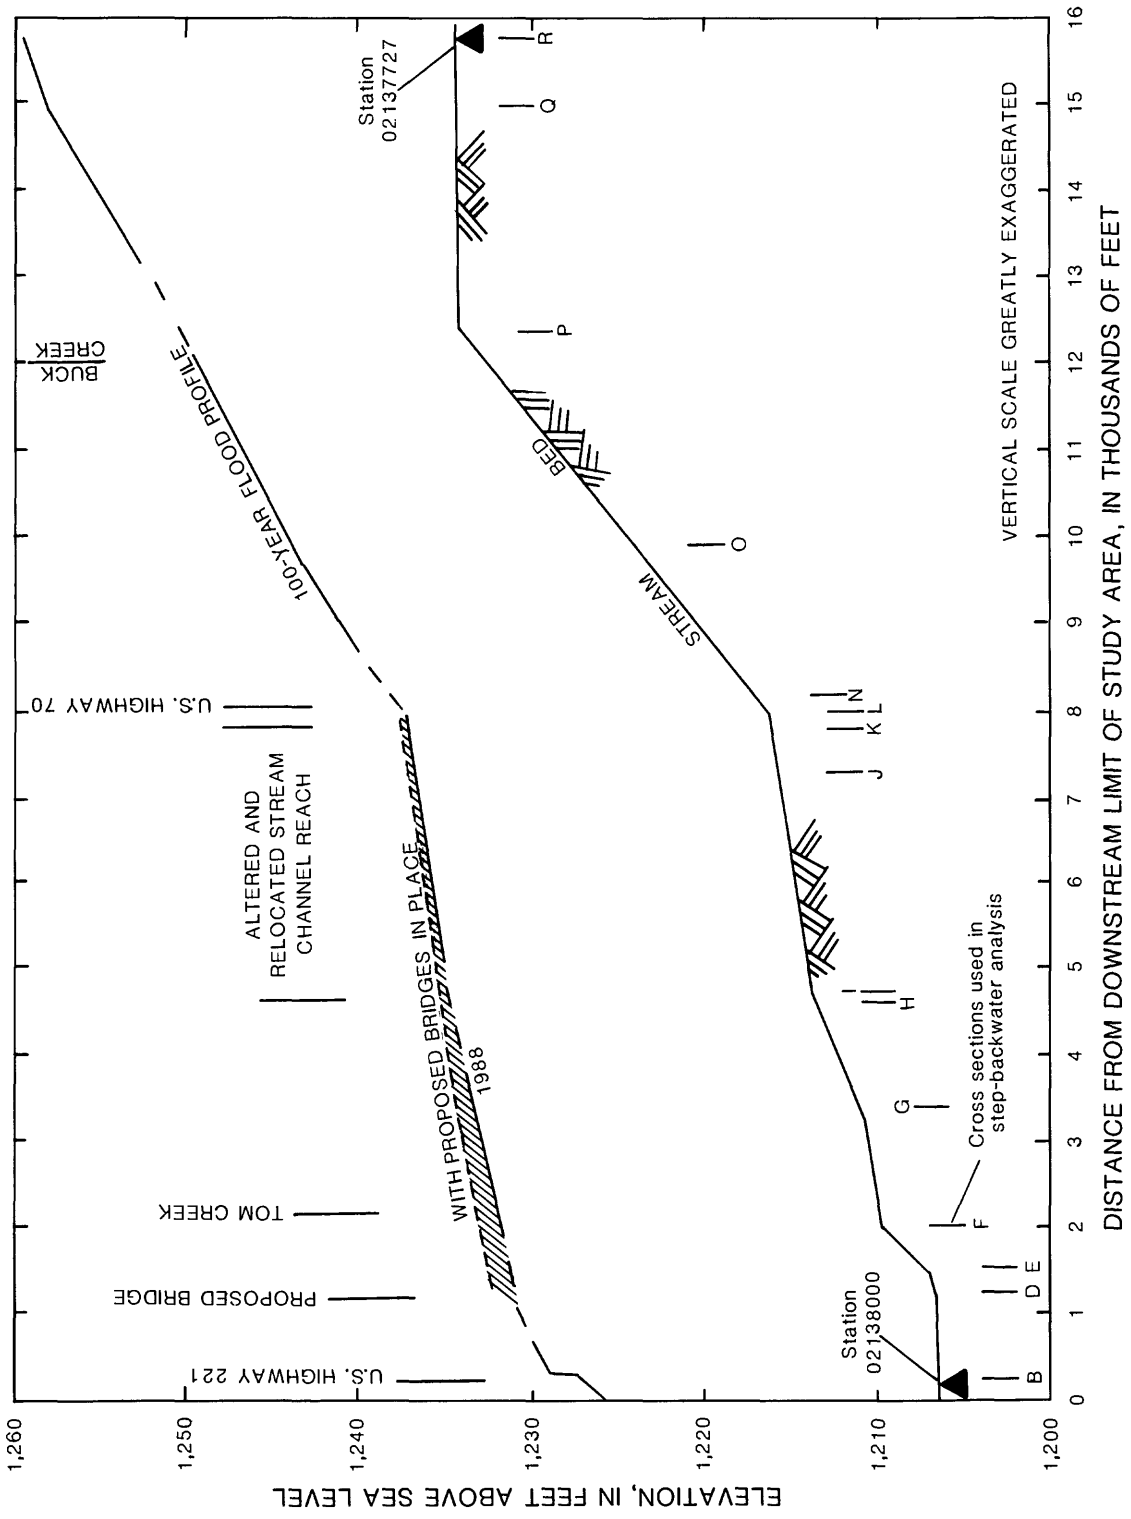 ELEVATION, IN FEET ABOVE SEA LEVEL
1,260
1,250
1,240
1,230
1,220
1,210
1,200
U.S. HIGHWAY 221
PROPOSED BRIDGE
TOM CREEK
ALTERED AND
RELOCATED STREAM
CHANNEL REACH
U.S. HIGHWAY 70
BUCK
CREEK
100-YEAR FLOOD PROFILE
WITH PROPOSED BRIDGES IN PLACE
1988
STREAM
BED
Station
02138000
Station
02137727
Cross sections used in
step-backwater analysis
B
D
E
F
G
H
I
J
K
L
N
O
P
Q
R
VERTICAL SCALE GREATLY EXAGGERATED
0
1
2
3
4
5
6
7
8
9
10
11
12
13
14
15
16
DISTANCE FROM DOWNSTREAM LIMIT OF STUDY AREA, IN THOUSANDS OF FEET